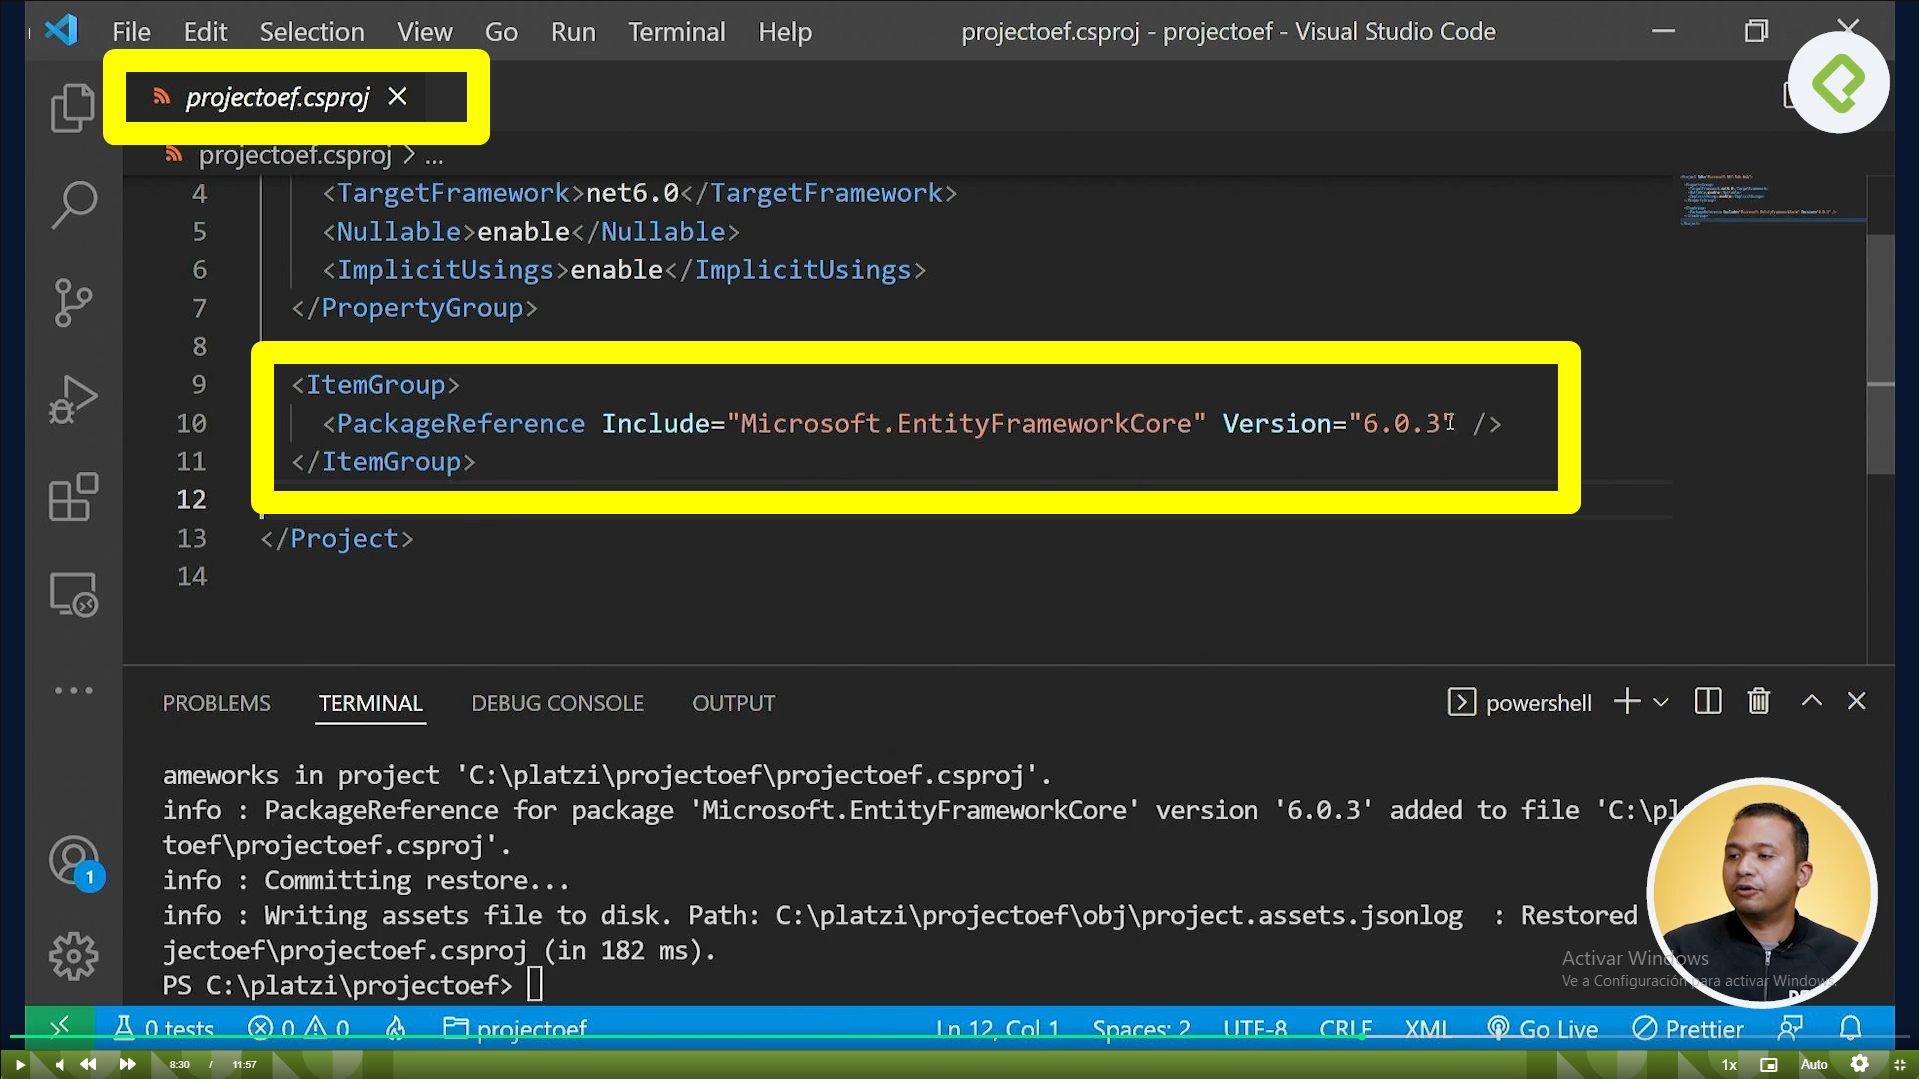 File Edit Selection View Go Run Terminal Help projectoef.csproj - projectoef - Visual Studio Code
projectoef.csproj
projectoef.csproj > ...
4 <TargetFramework>net6.0</TargetFramework>
5 <Nullable>enable</Nullable>
6 <ImplicitUsings>enable</ImplicitUsings>
7 </PropertyGroup>
8
9 <ItemGroup>
10 <PackageReference Include="Microsoft.EntityFrameworkCore" Version="6.0.3" />
11 </ItemGroup>
12
13 </Project>
14
PROBLEMS TERMINAL DEBUG CONSOLE OUTPUT powershell
ameworks in project 'C:\platzi\projectoef\projectoef.csproj'.
info : PackageReference for package 'Microsoft.EntityFrameworkCore' version '6.0.3' added to file 'C:\pl
toef\projectoef.csproj'.
info : Committing restore...
info : Writing assets file to disk. Path: C:\platzi\projectoef\obj\project.assets.jsonlog : Restored
jectoef\projectoef.csproj (in 182 ms).
PS C:\platzi\projectoef>
1
Activar Windows
Ve a Configuración para activar Windows.
0 tests 0 0 projectoef Ln 12, Col 1 Spaces: 2 UTF-8 CRLF XML Go Live Prettier
8:30 / 11:57 1x Auto